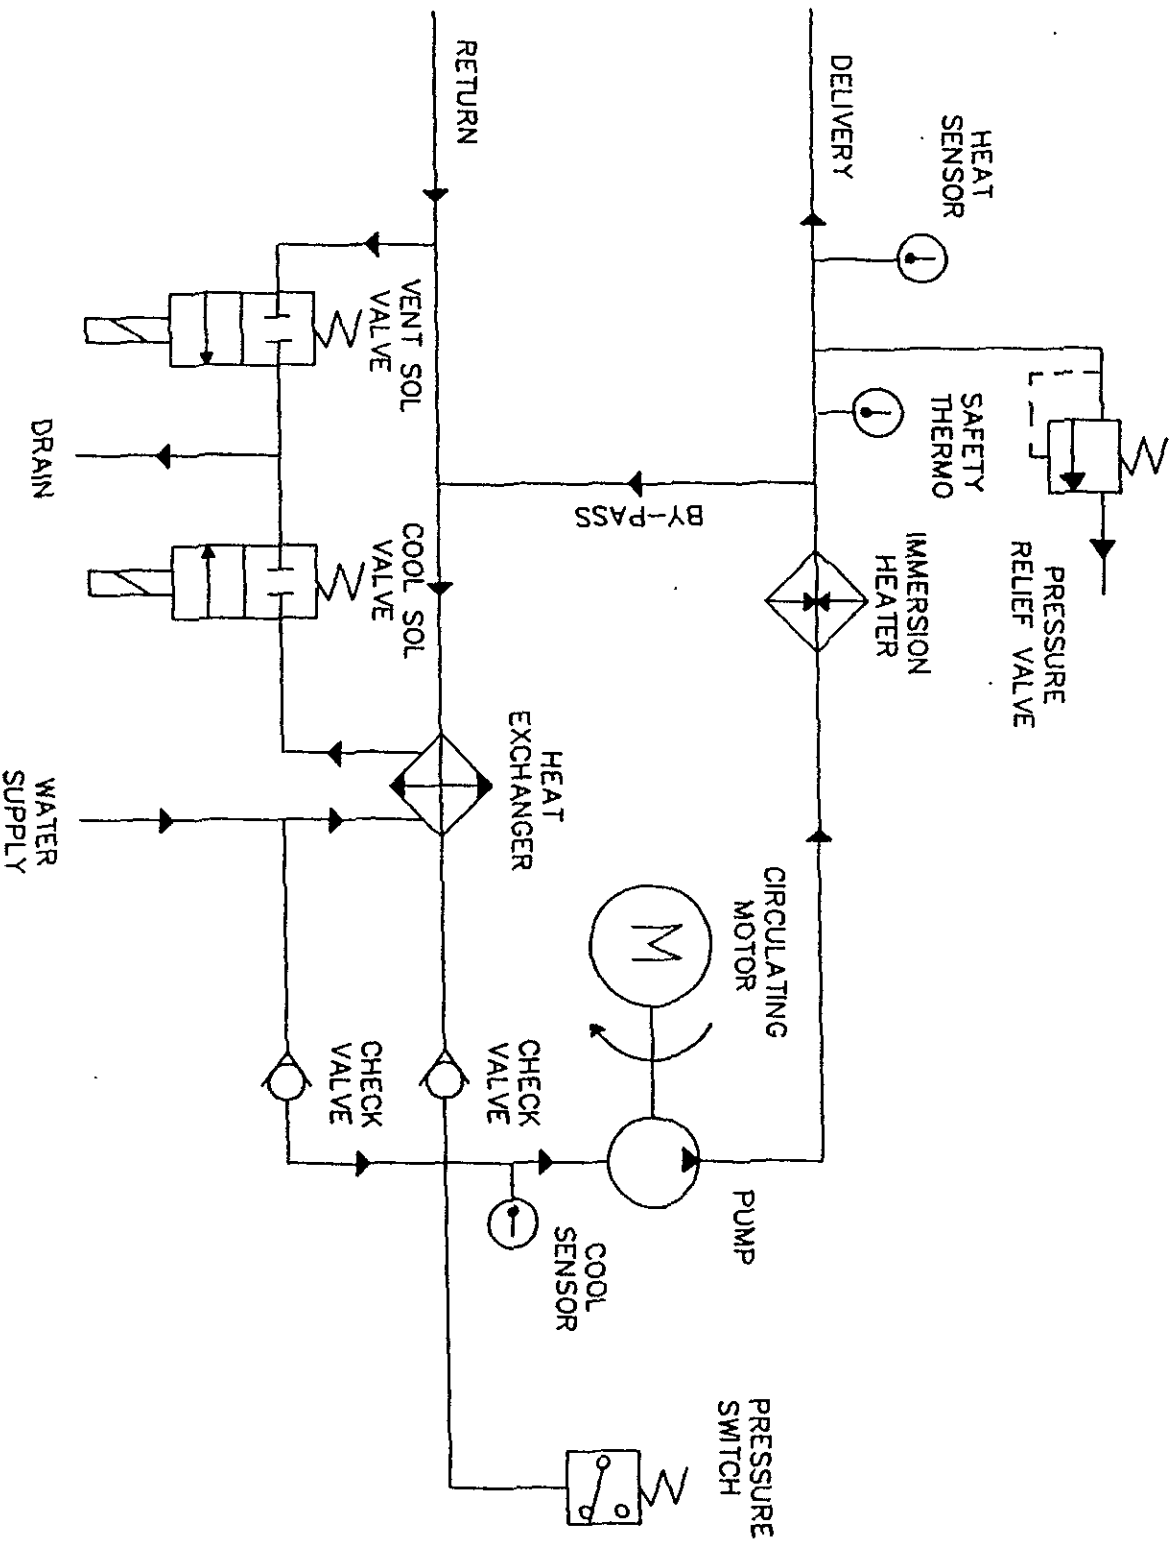 PRESSURE
RELIEF VALVE
HEAT
SENSOR
SAFETY
THERMO
IMMERSION
HEATER
DELIVERY
BY-PASS
CIRCULATING
MOTOR
M
PUMP
PRESSURE
SWITCH
RETURN
HEAT
EXCHANGER
CHECK
VALVE
COOL
SENSOR
VENT SOL
VALVE
COOL SOL
VALVE
CHECK
VALVE
DRAIN
WATER
SUPPLY